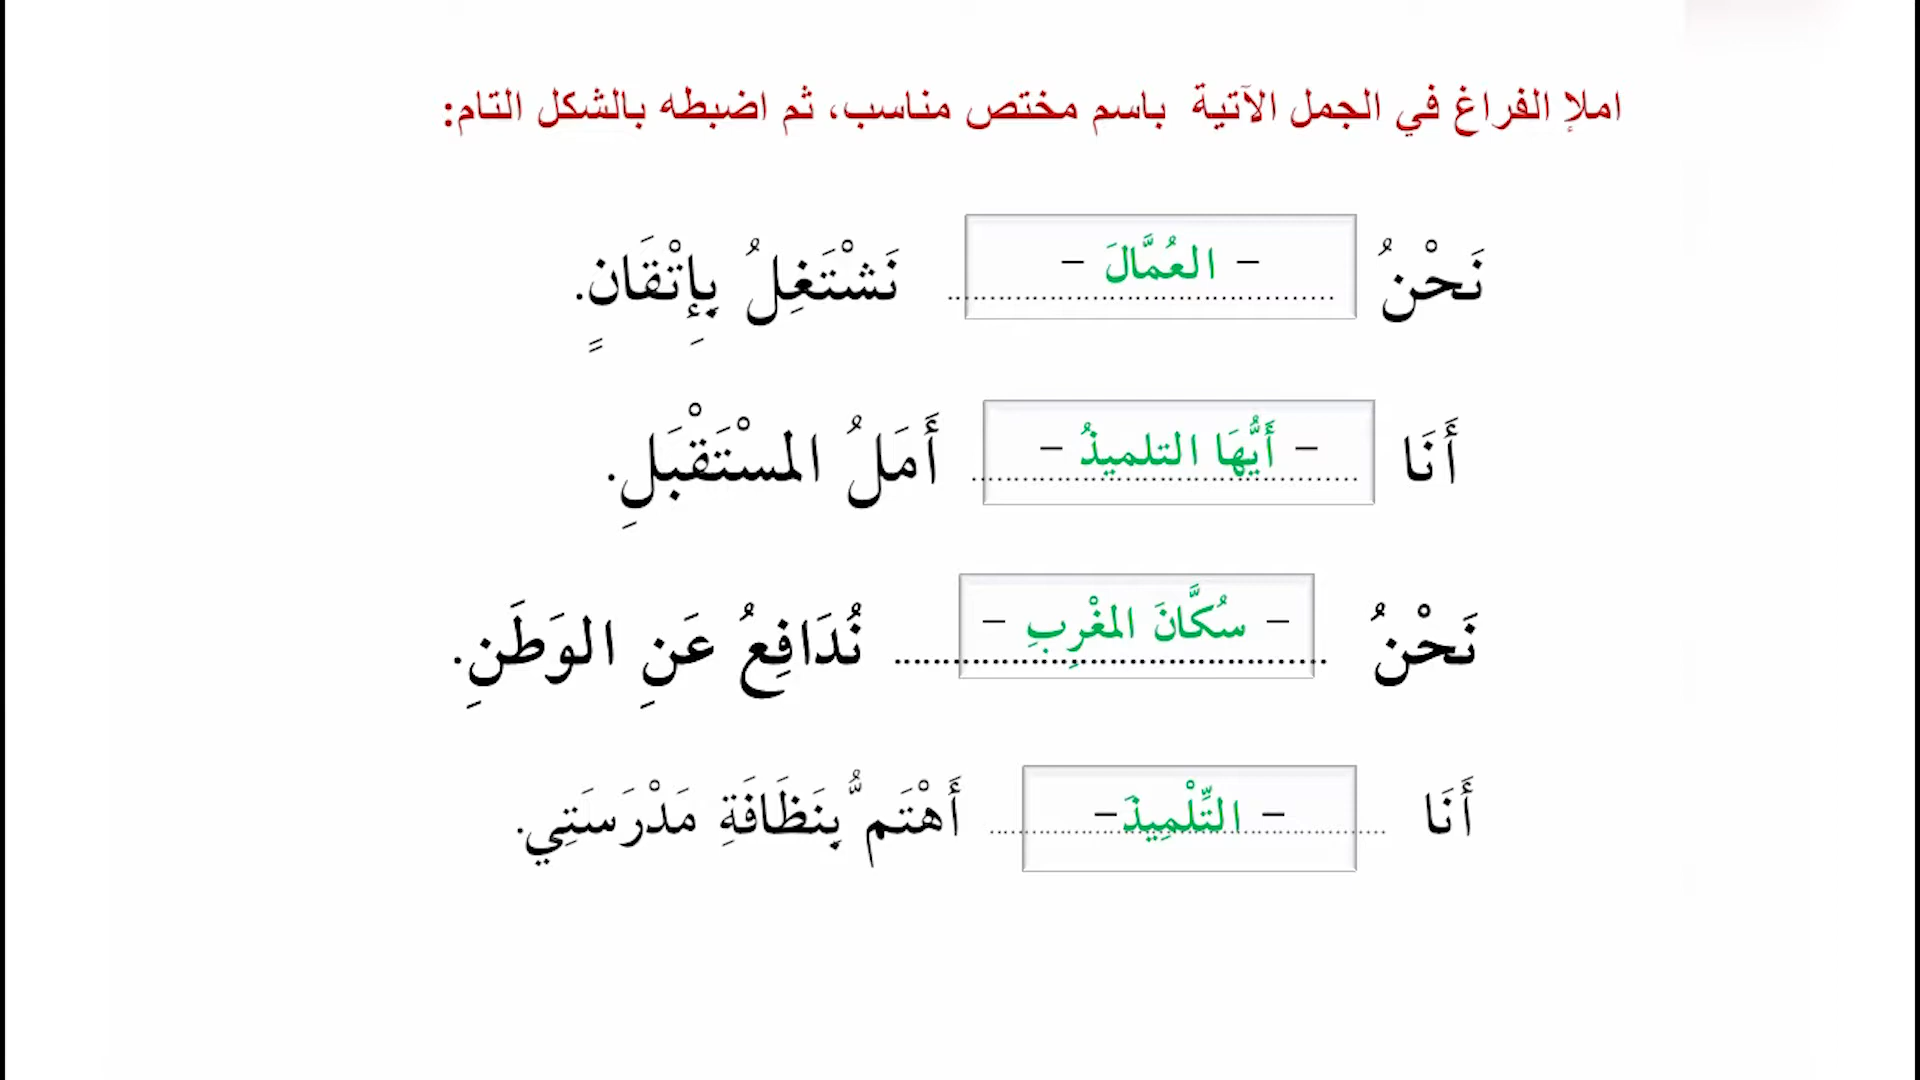 املإ الفراغ في الجمل الآتية باسم مختص مناسب، ثم اضبطه بالشكل التام:
نَحْنُ – العُمَّالَ – نَشْتَغِلُ بِإِتْقَانٍ.
أَنَا – أَيُّهَا التلميذُ – أَمَلُ المسْتَقْبَلِ.
نَحْنُ – سُكَّانَ المغْرِبِ – نُدَافِعُ عَنِ الوَطَنِ.
أَنَا – التِّلْمِيذَ – أَهْتَمُّ بِنَظَافَةِ مَدْرَسَتِي.